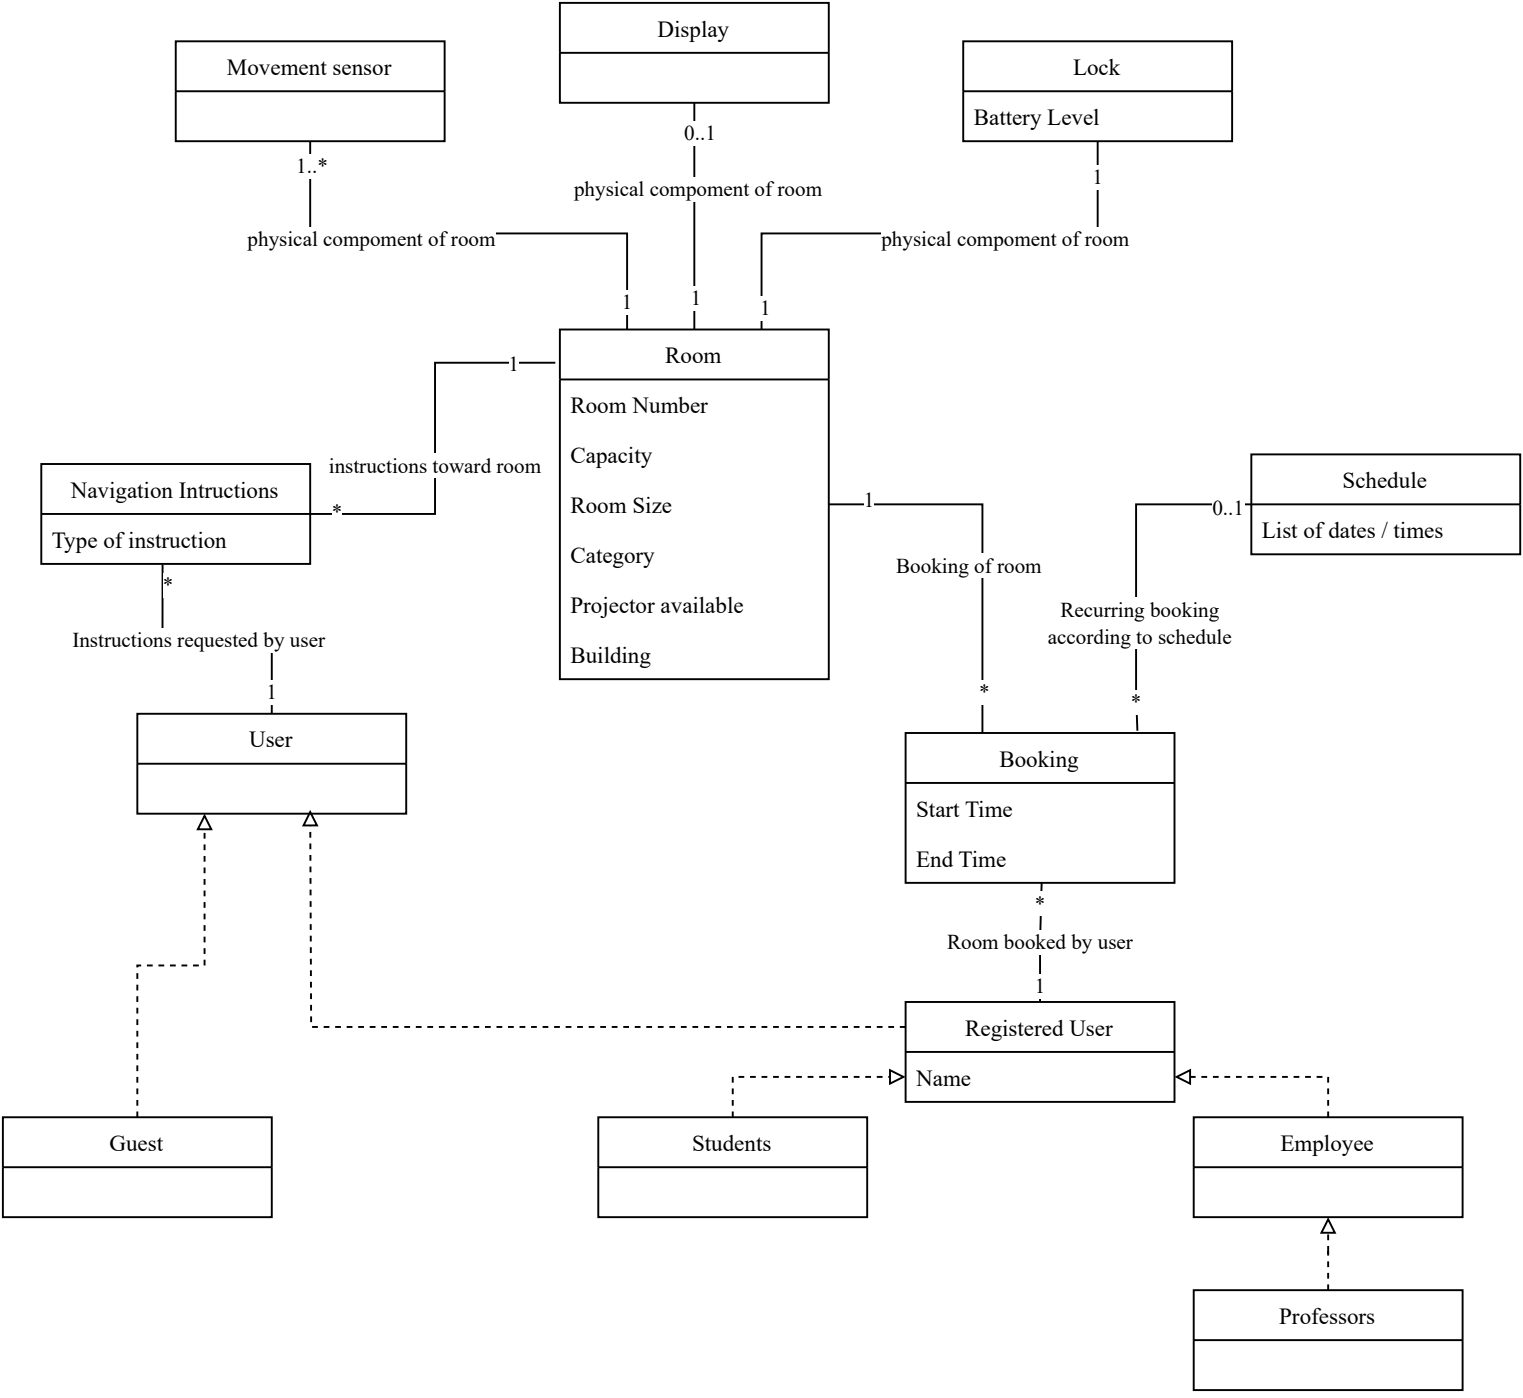 Display
Movement sensor
Lock
Battery Level
0..1
1..*
1
physical compoment of room
physical compoment of room
physical compoment of room
1
1
1
Room
1
Room Number
Capacity
instructions toward room
Room Size
Category
Projector available
Building
Navigation Intructions
*
Type of instruction
*
Instructions requested by user
1
User
1
Booking of room
*
Schedule
0..1
List of dates / times
Recurring booking
according to schedule
*
Booking
Start Time
End Time
*
Room booked by user
1
Registered User
Name
Guest
Students
Employee
Professors